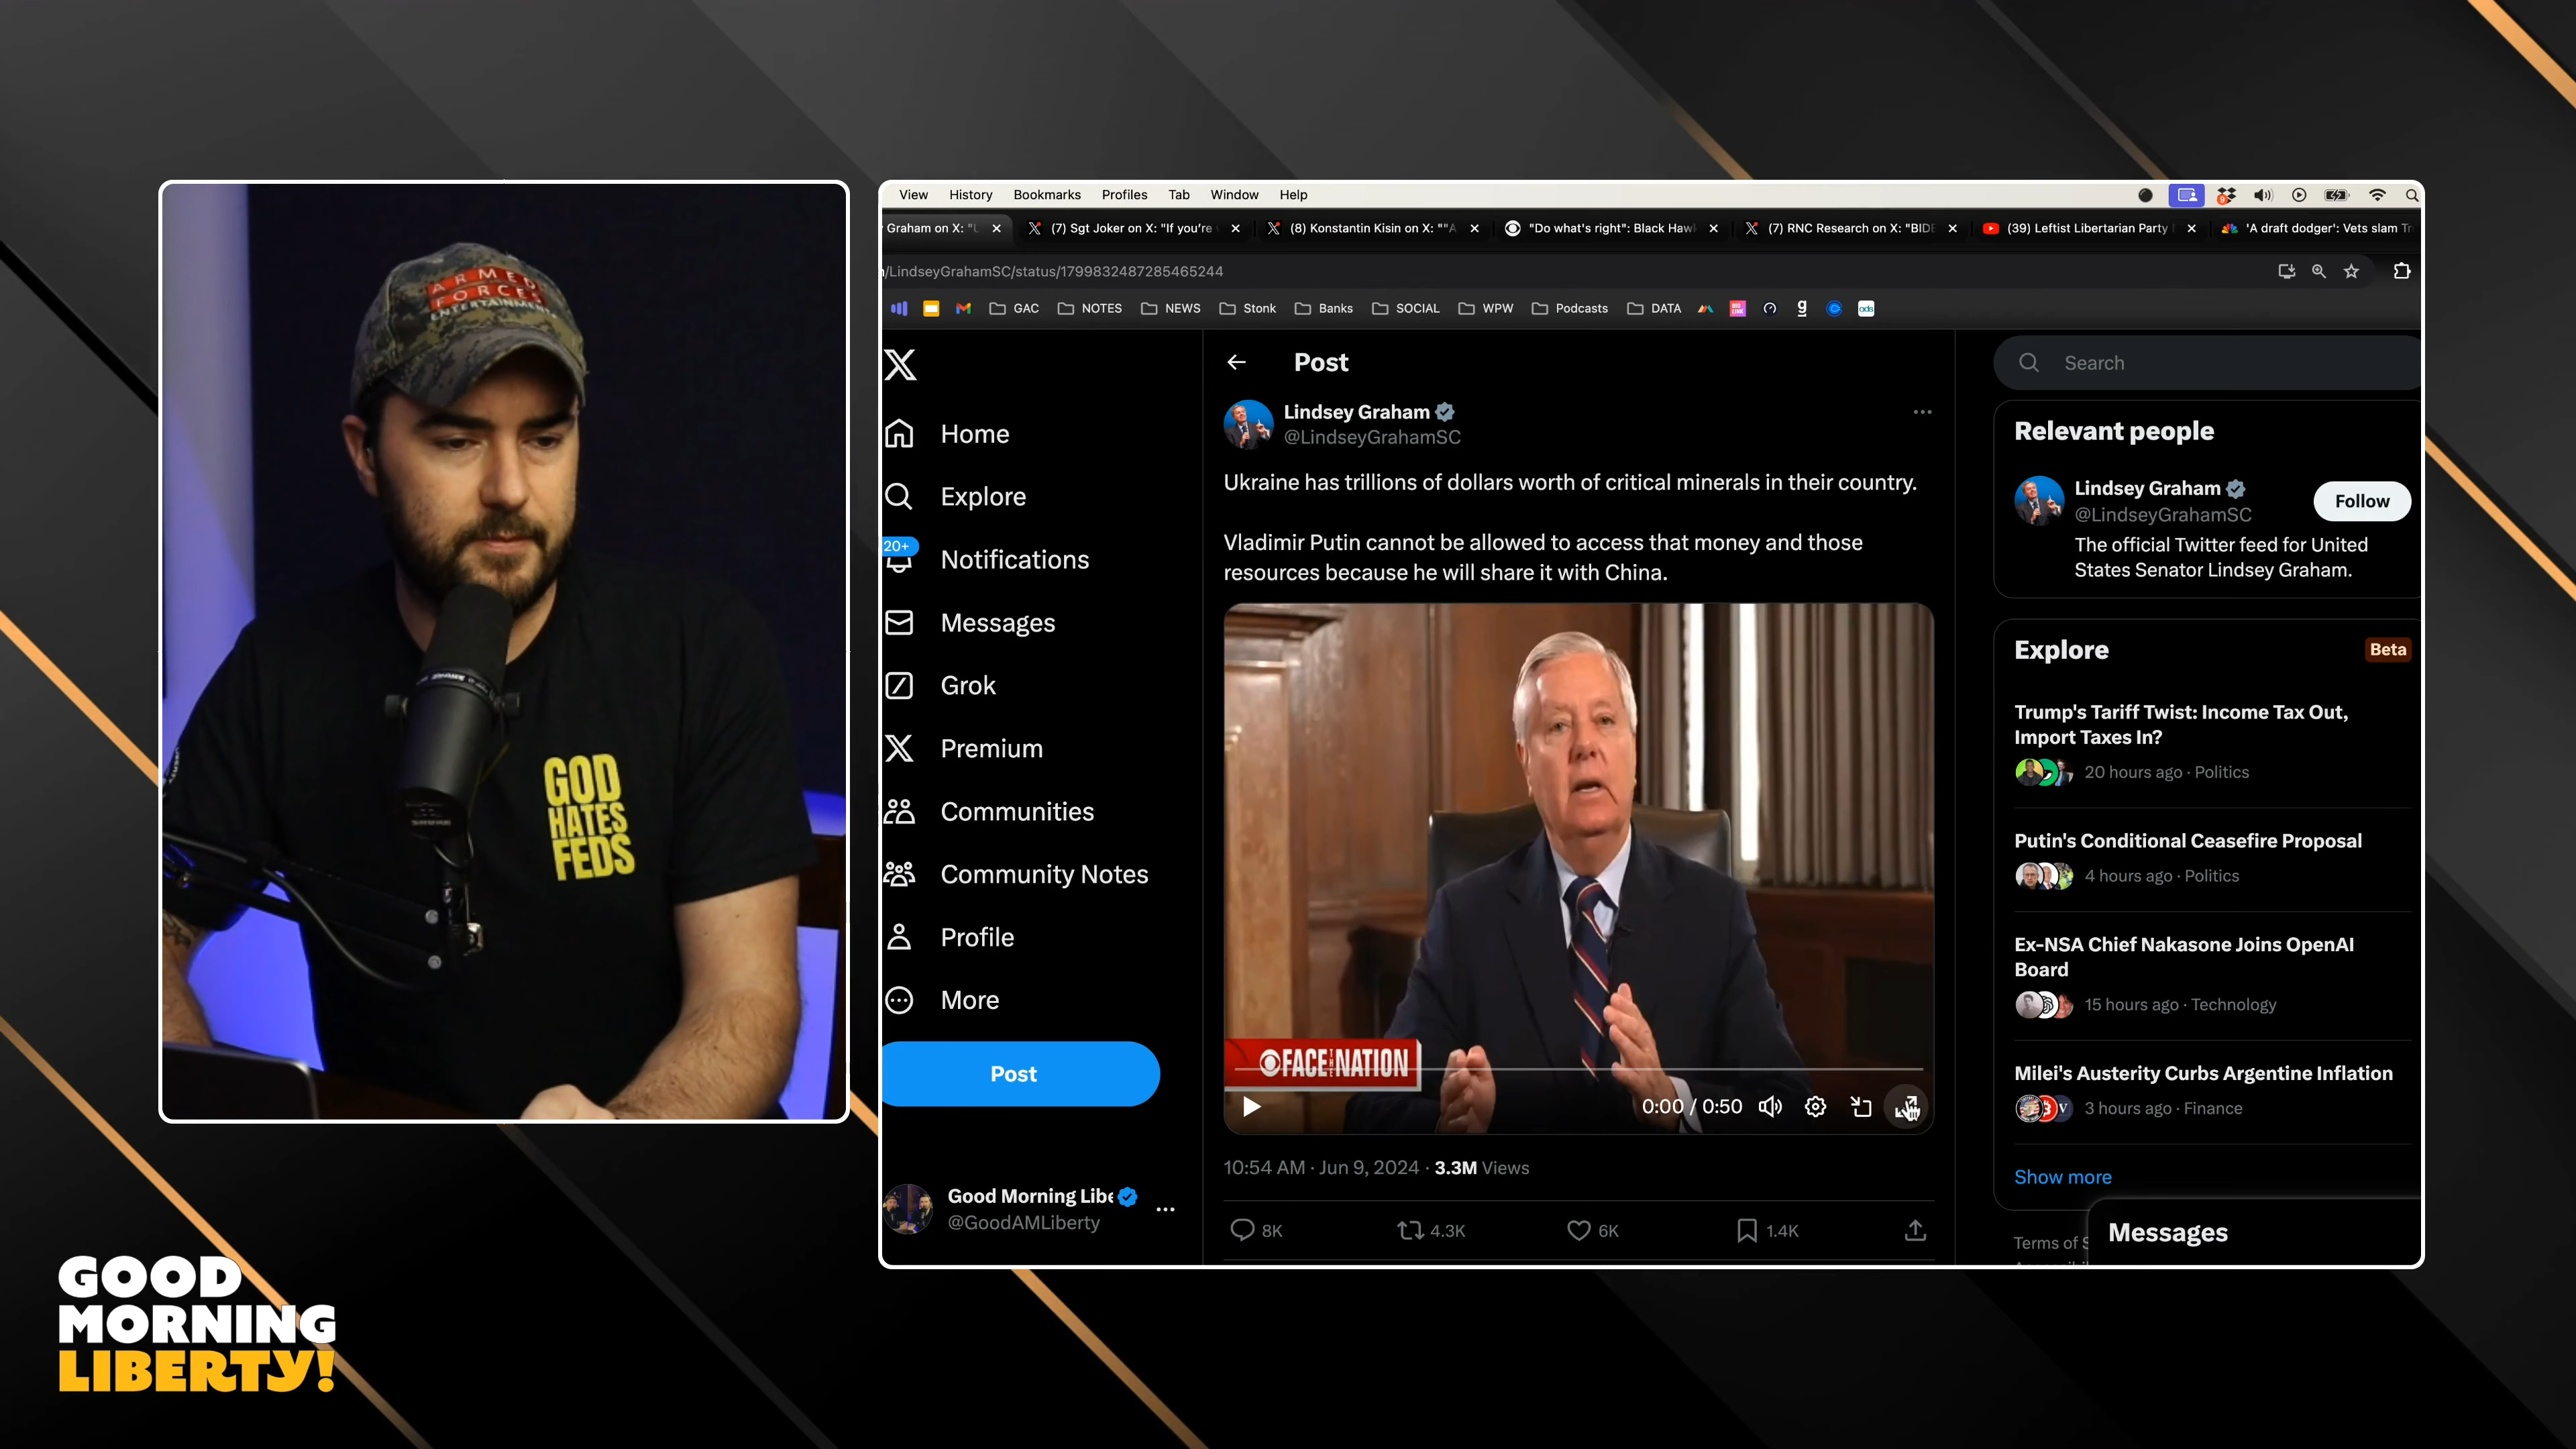 ARMED
FORCES
ENTERTAINMENT
GOD
HATES
FEDS
GOOD
MORNING
LIBERTY!
View History Bookmarks Profiles Tab Window Help
Graham on X: "U
(7) Sgt Joker on X: "If you're
(8) Konstantin Kisin on X: ""A
"Do what's right": Black Haw
(7) RNC Research on X: "BIDE
(39) Leftist Libertarian Party
'A draft dodger': Vets slam Tr
/LindseyGrahamSC/status/1799832487285465244
GAC NOTES NEWS Stonk Banks SOCIAL WPW Podcasts DATA
ods
Home
Explore
20+
Notifications
Messages
Grok
Premium
Communities
Community Notes
Profile
More
Post
Good Morning Libe
@GoodAMLiberty
Post
Lindsey Graham
@LindseyGrahamSC
Ukraine has trillions of dollars worth of critical minerals in their country.
Vladimir Putin cannot be allowed to access that money and those
resources because he will share it with China.
FACE THE NATION
0:00 / 0:50
10:54 AM · Jun 9, 2024 · 3.3M Views
8K 4.3K 6K 1.4K
Search
Relevant people
Lindsey Graham
@LindseyGrahamSC
Follow
The official Twitter feed for United
States Senator Lindsey Graham.
Explore
Beta
Trump's Tariff Twist: Income Tax Out,
Import Taxes In?
20 hours ago · Politics
Putin's Conditional Ceasefire Proposal
4 hours ago · Politics
Ex-NSA Chief Nakasone Joins OpenAI
Board
15 hours ago · Technology
Milei's Austerity Curbs Argentine Inflation
3 hours ago · Finance
Show more
Terms of S
Messages